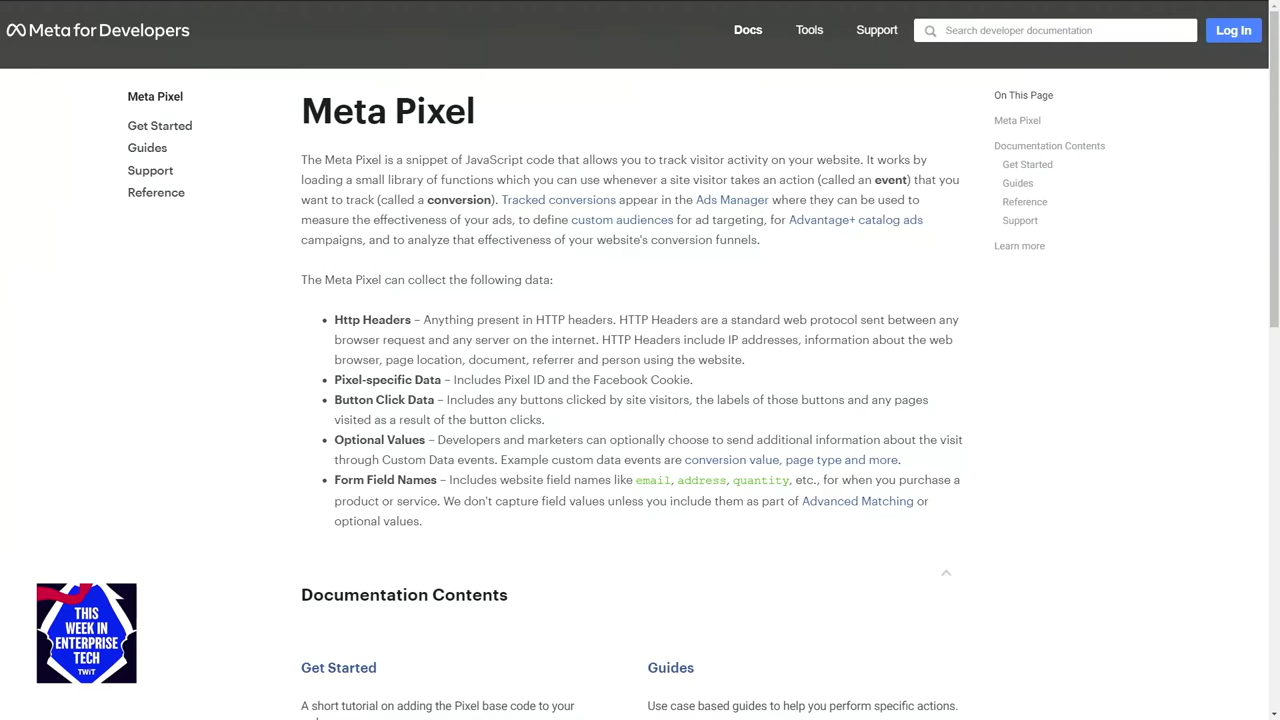 Meta for Developers
Docs
Tools
Support
Search developer documentation
Log In
Meta Pixel
Get Started
Guides
Support
Reference
Meta Pixel
The Meta Pixel is a snippet of JavaScript code that allows you to track visitor activity on your website. It works by
loading a small library of functions which you can use whenever a site visitor takes an action (called an event) that you
want to track (called a conversion). Tracked conversions appear in the Ads Manager where they can be used to
measure the effectiveness of your ads, to define custom audiences for ad targeting, for Advantage+ catalog ads
campaigns, and to analyze that effectiveness of your website's conversion funnels.
The Meta Pixel can collect the following data:
• Http Headers – Anything present in HTTP headers. HTTP Headers are a standard web protocol sent between any
browser request and any server on the internet. HTTP Headers include IP addresses, information about the web
browser, page location, document, referrer and person using the website.
• Pixel-specific Data – Includes Pixel ID and the Facebook Cookie.
• Button Click Data – Includes any buttons clicked by site visitors, the labels of those buttons and any pages
visited as a result of the button clicks.
• Optional Values – Developers and marketers can optionally choose to send additional information about the visit
through Custom Data events. Example custom data events are conversion value, page type and more.
• Form Field Names – Includes website field names like email, address, quantity, etc., for when you purchase a
product or service. We don't capture field values unless you include them as part of Advanced Matching or
optional values.
Documentation Contents
Get Started
A short tutorial on adding the Pixel base code to your
Guides
Use case based guides to help you perform specific actions.
On This Page
Meta Pixel
Documentation Contents
Get Started
Guides
Reference
Support
Learn more
THIS
WEEK IN
ENTERPRISE
TECH
TWiT